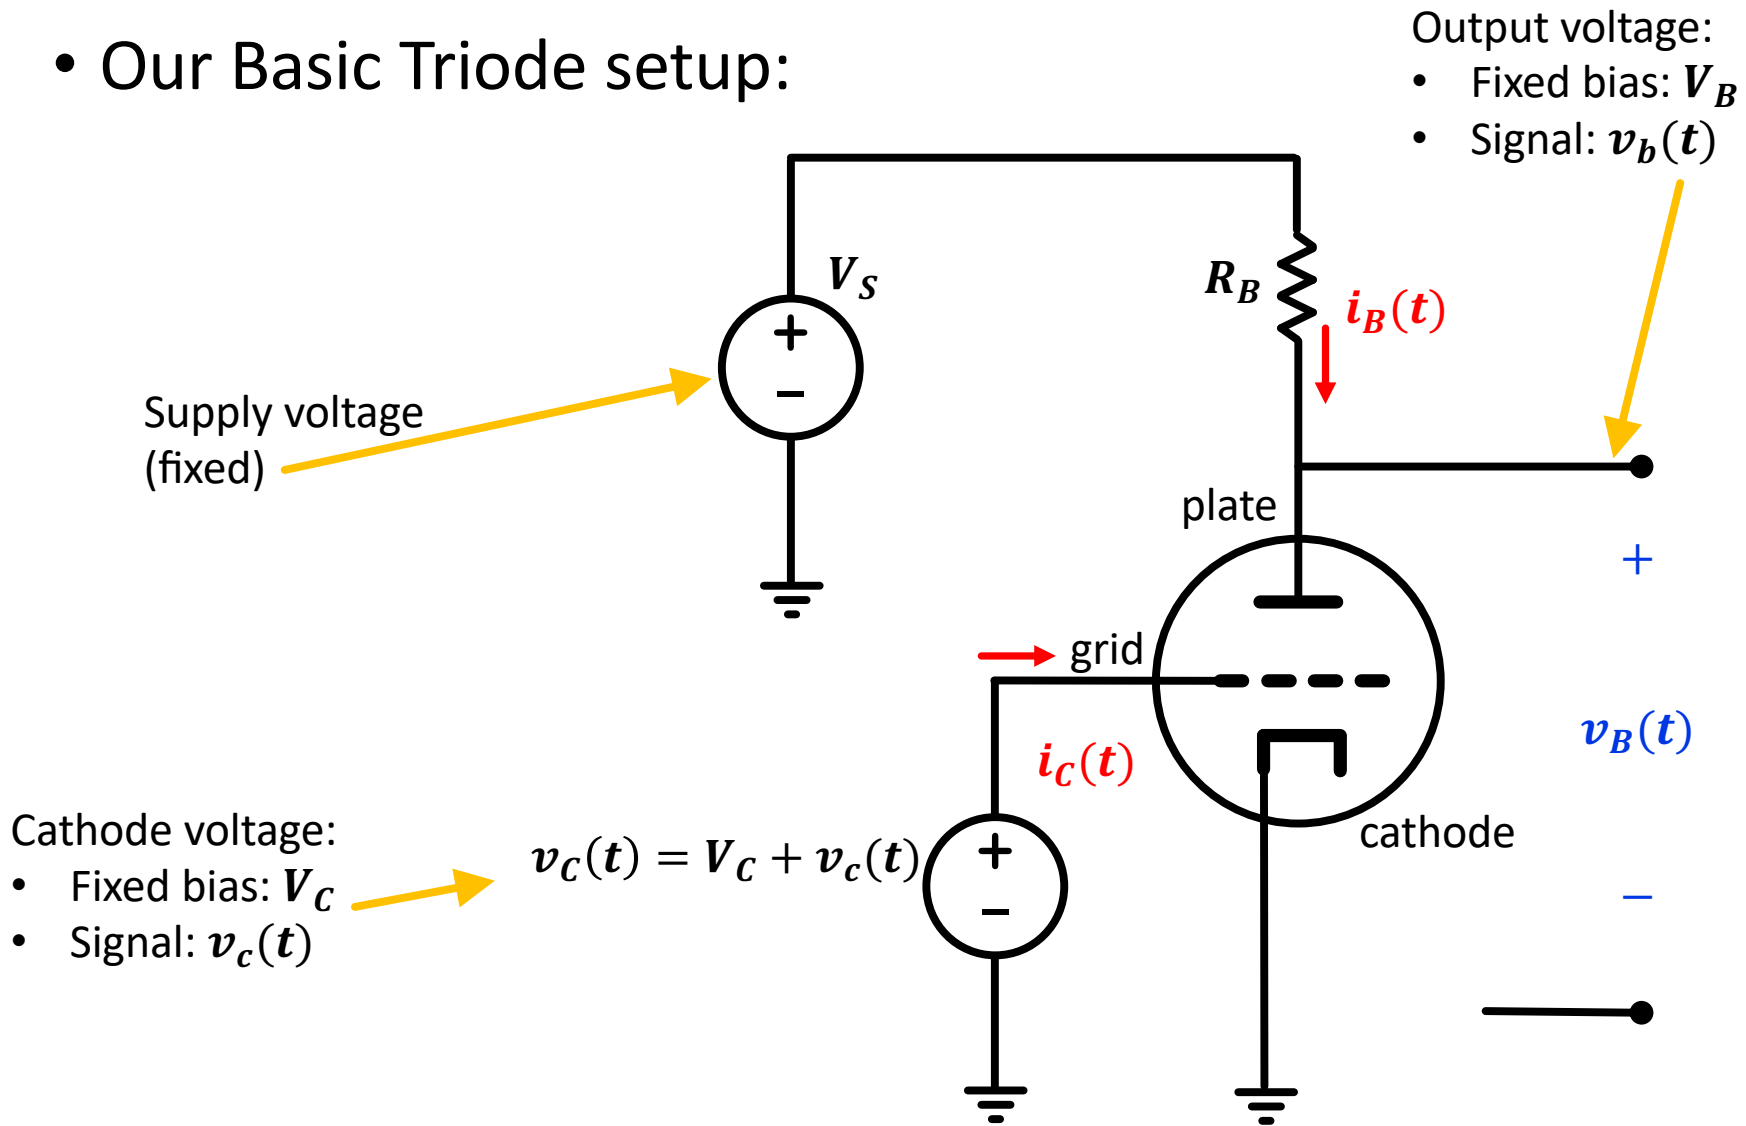 • Our Basic Triode setup:
Output voltage:
• Fixed bias: V_B
• Signal: v_b(t)
V_S
+
−
R_B
i_B(t)
Supply voltage
(fixed)
plate
+
grid
v_B(t)
i_C(t)
Cathode voltage:
• Fixed bias: V_C
• Signal: v_c(t)
v_C(t) = V_C + v_c(t)
+
−
cathode
−